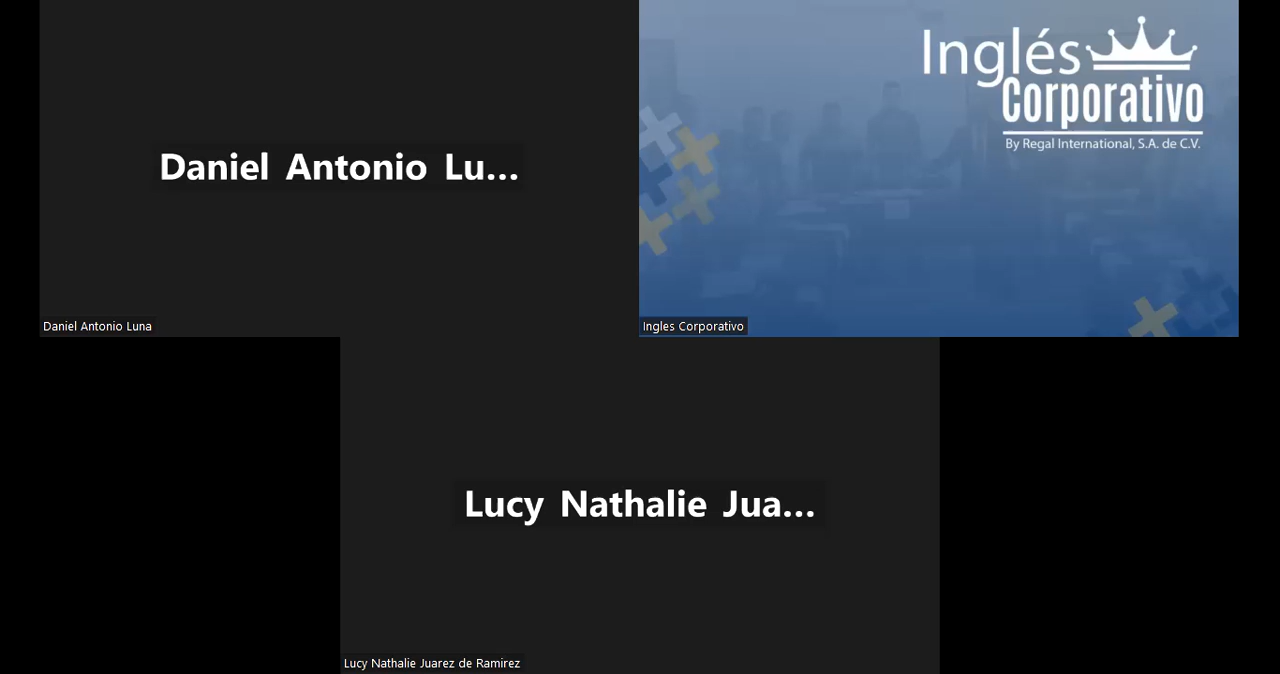 Daniel Antonio Lu...
Daniel Antonio Luna
Inglés
Corporativo
By Regal International, S.A. de C.V.
Ingles Corporativo
Lucy Nathalie Jua...
Lucy Nathalie Juarez de Ramirez